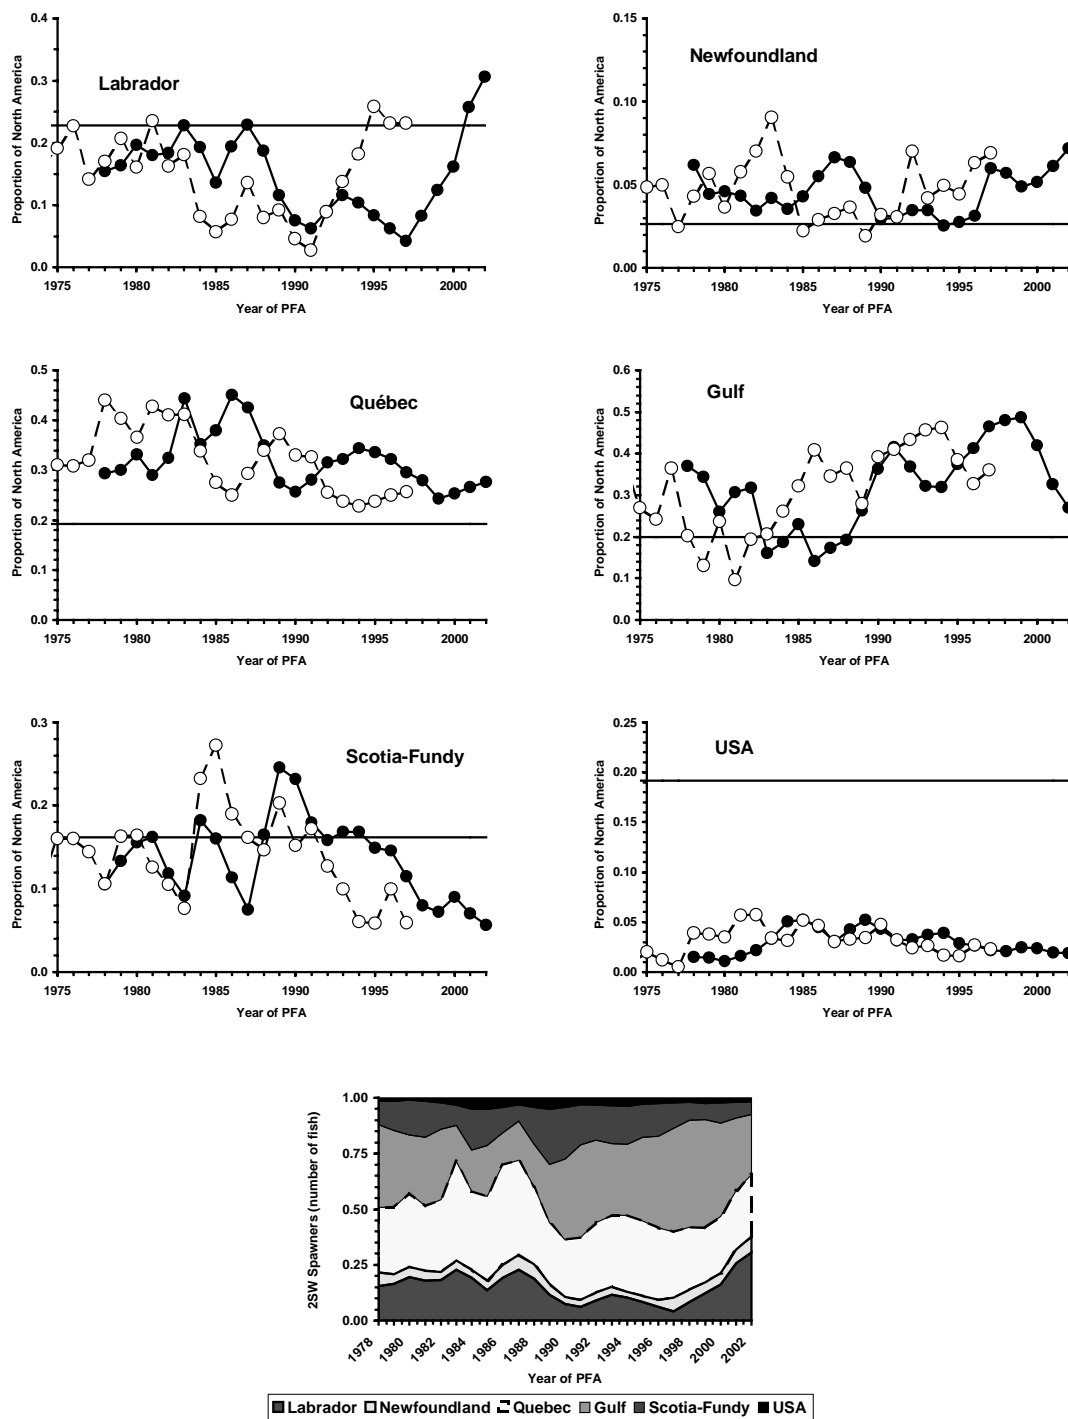 Labrador
Proportion of North America
0.4
0.3
0.2
0.1
0.0
1975 1980 1985 1990 1995 2000
Year of PFA
Newfoundland
Proportion of North America
0.15
0.10
0.05
0.00
1975 1980 1985 1990 1995 2000
Year of PFA
Québec
Proportion of North America
0.5
0.4
0.3
0.2
0.1
0.0
1975 1980 1985 1990 1995 2000
Year of PFA
Gulf
Proportion of North America
0.6
0.5
0.4
0.3
0.2
0.1
0.0
1975 1980 1985 1990 1995 2000
Year of PFA
Scotia-Fundy
Proportion of North America
0.3
0.2
0.1
0.0
1975 1980 1985 1990 1995 2000
Year of PFA
USA
Proportion of North America
0.25
0.20
0.15
0.10
0.05
0.00
1975 1980 1985 1990 1995 2000
Year of PFA
2SW Spawners (number of fish)
1.00
0.75
0.50
0.25
0.00
1978 1980 1982 1984 1986 1988 1990 1992 1994 1996 1998 2000 2002
Year of PFA
Labrador Newfoundland Quebec Gulf Scotia-Fundy USA